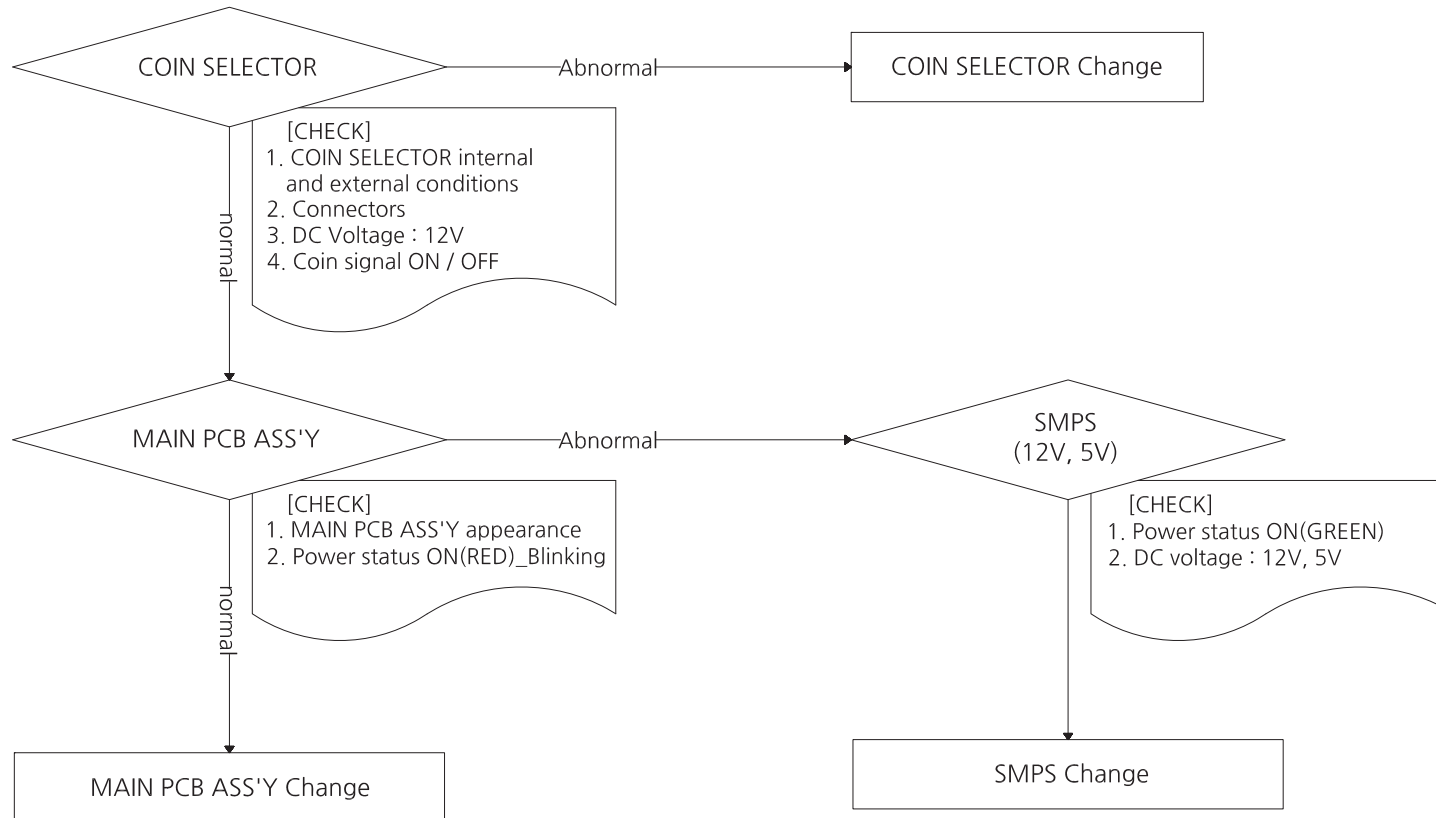 COIN SELECTOR
Abnormal
COIN SELECTOR Change
[CHECK]
1. COIN SELECTOR internal
and external conditions
2. Connectors
3. DC Voltage : 12V
4. Coin signal ON / OFF
normal
MAIN PCB ASS'Y
Abnormal
SMPS
(12V, 5V)
[CHECK]
1. MAIN PCB ASS'Y appearance
2. Power status ON(RED)_Blinking
[CHECK]
1. Power status ON(GREEN)
2. DC voltage : 12V, 5V
normal
MAIN PCB ASS'Y Change
SMPS Change